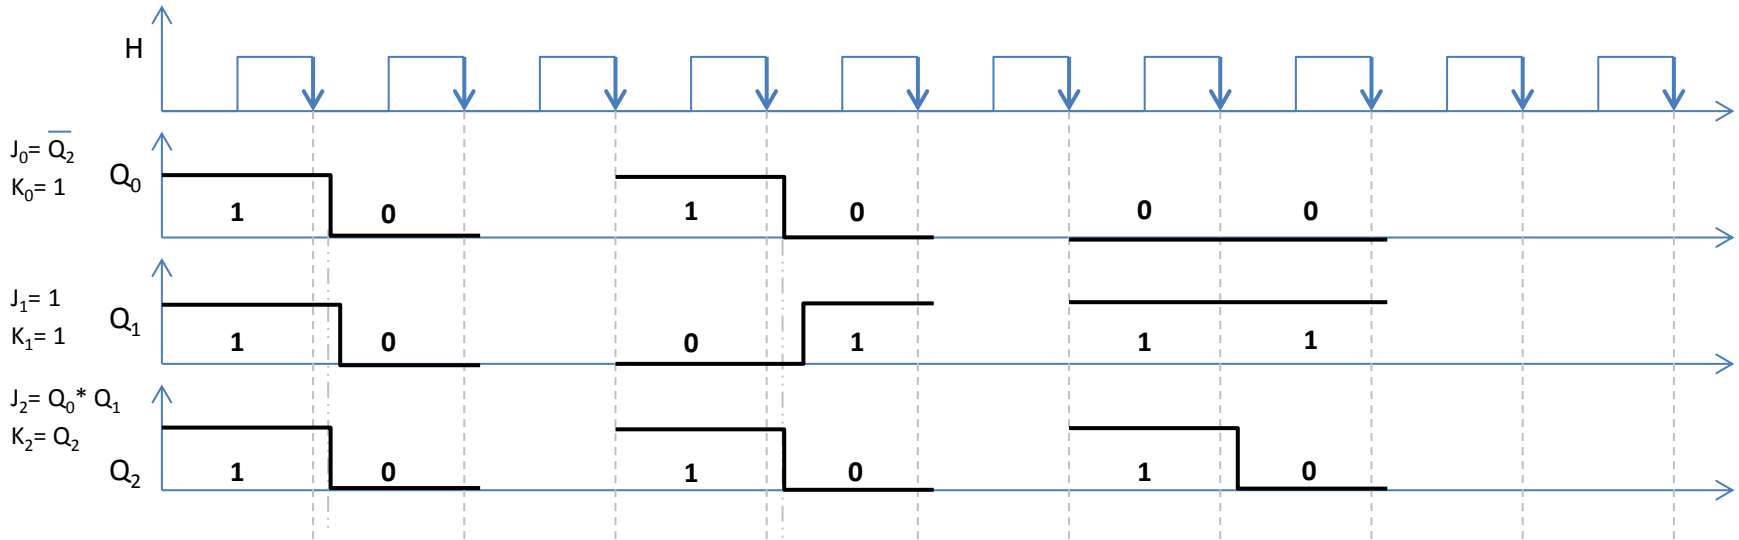 H
J₀= Q̅₂
K₀= 1
Q₀
1 0 1 0 0 0
J₁= 1
K₁= 1
Q₁
1 0 0 1 1 1
J₂= Q₀* Q₁
K₂= Q₂
Q₂
1 0 1 0 1 0